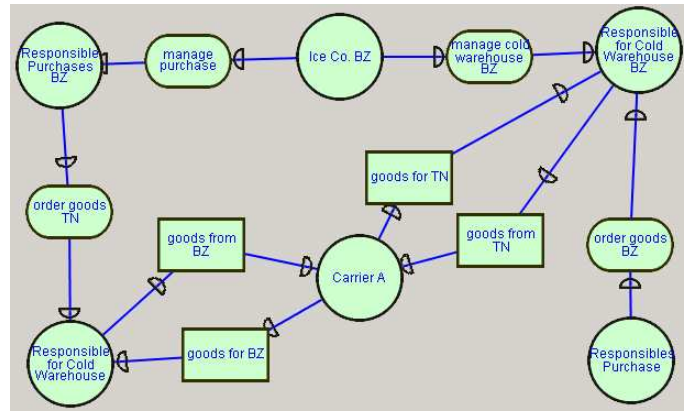 Responsible
Purchases
BZ
manage
purchase
Ice Co. BZ
manage cold
warehouse
BZ
Responsible
for Cold
Warehouse
BZ
goods for TN
order goods
TN
goods from
BZ
goods from
TN
order goods
BZ
Carrier A
Responsible
for Cold
Warehouse
goods for BZ
Responsibles
Purchase